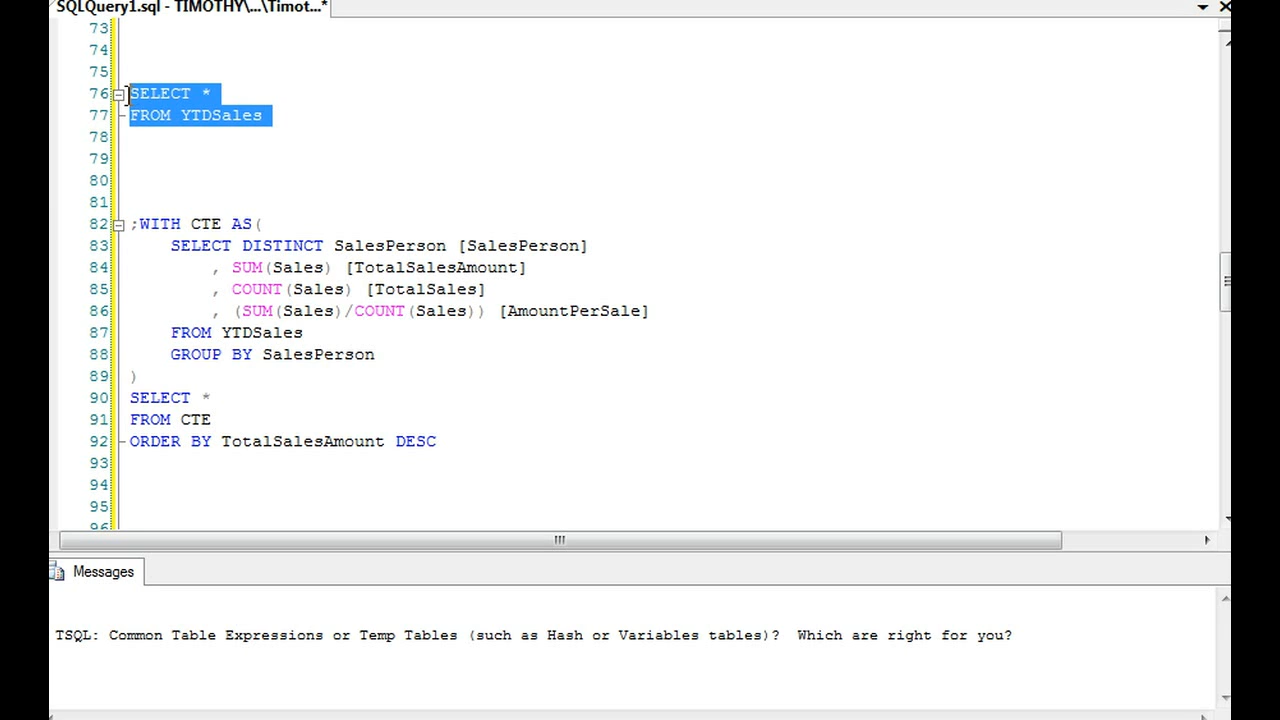 SQLQuery1.sql - TIMOTHY\...\Timot...*
73
74
75
76 SELECT *
77 FROM YTDSales
78
79
80
81
82 ;WITH CTE AS(
83 SELECT DISTINCT SalesPerson [SalesPerson]
84 , SUM(Sales) [TotalSalesAmount]
85 , COUNT(Sales) [TotalSales]
86 , (SUM(Sales)/COUNT(Sales)) [AmountPerSale]
87 FROM YTDSales
88 GROUP BY SalesPerson
89 )
90 SELECT *
91 FROM CTE
92 ORDER BY TotalSalesAmount DESC
93
94
95
96
Messages
TSQL: Common Table Expressions or Temp Tables (such as Hash or Variables tables)? Which are right for you?